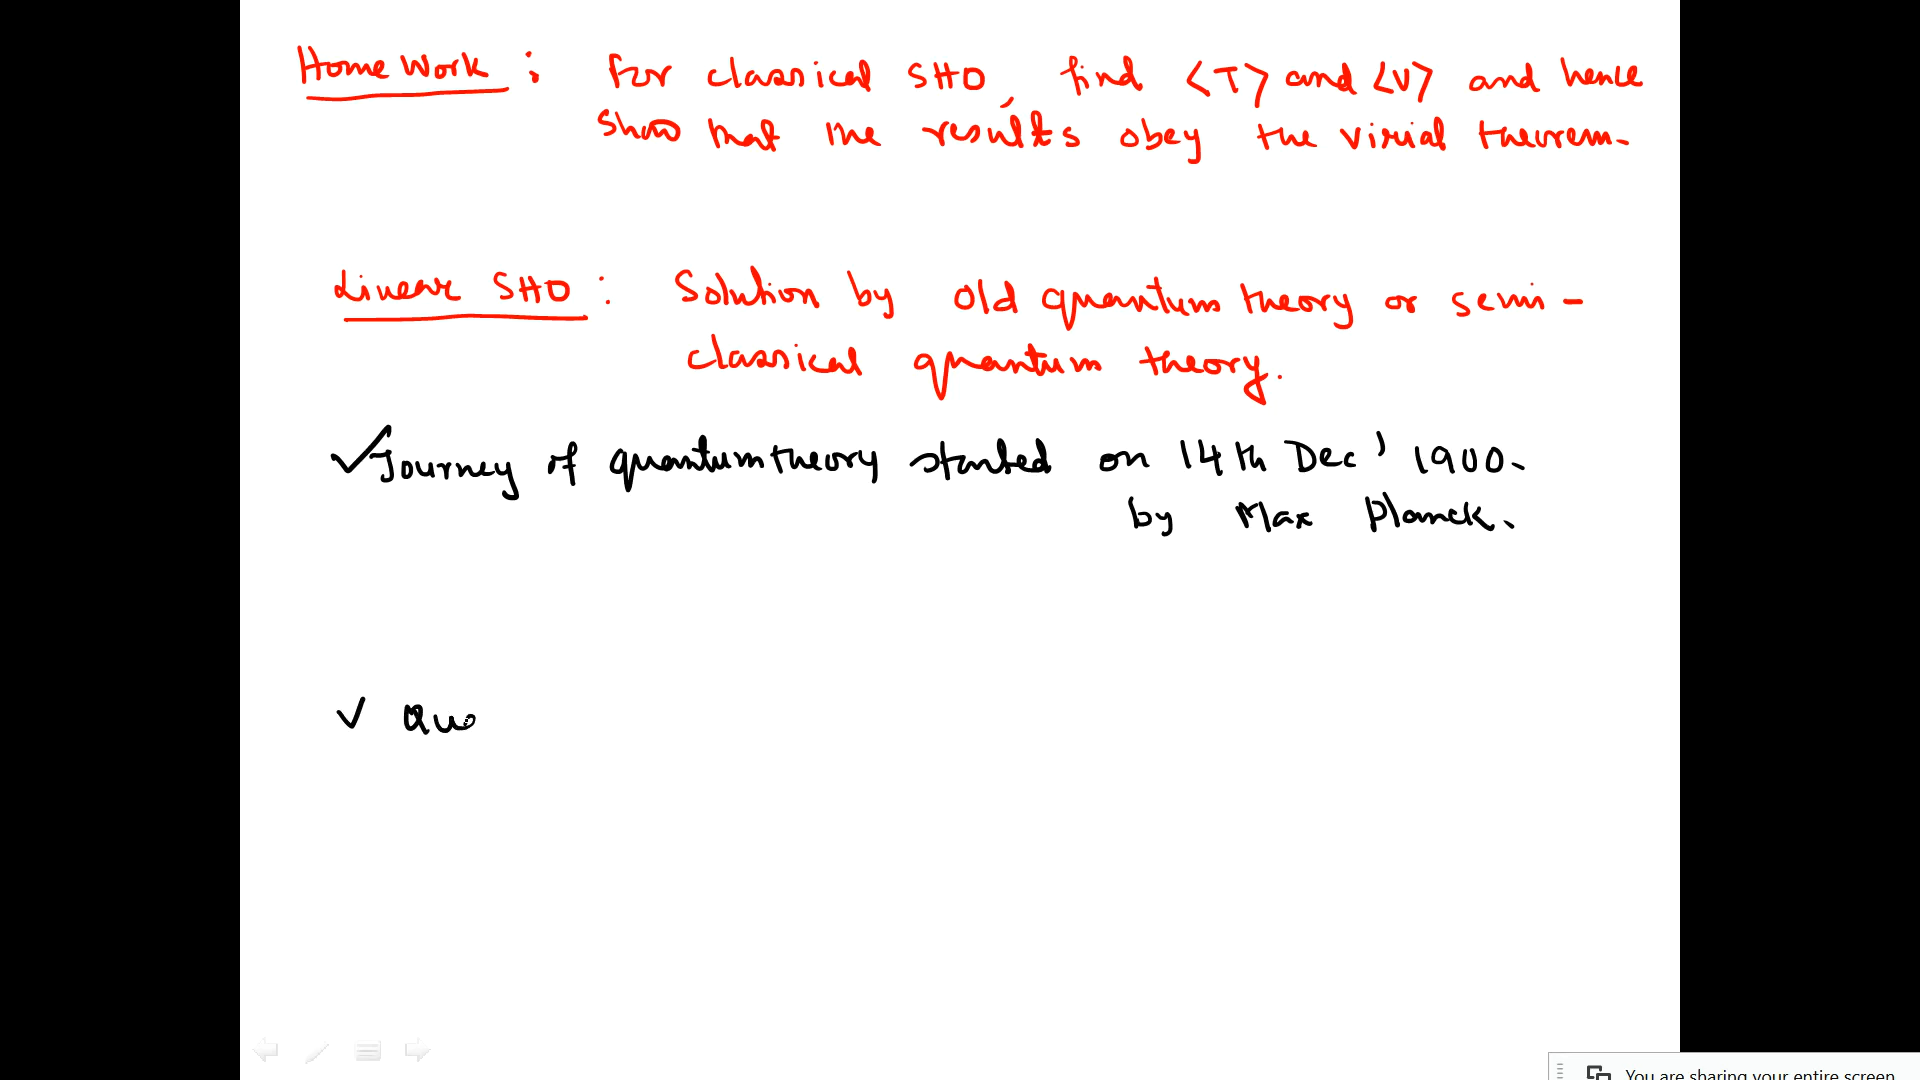 Home Work : For classical SHO, find <T> and <V> and hence
show that the results obey the virial theorem.
Linear SHO : Solution by old quantum theory or semi-
classical quantum theory.
✓ Journey of quantum theory started on 14th Dec' 1900.
by Max Planck.
✓ Qua
You are sharing your entire screen